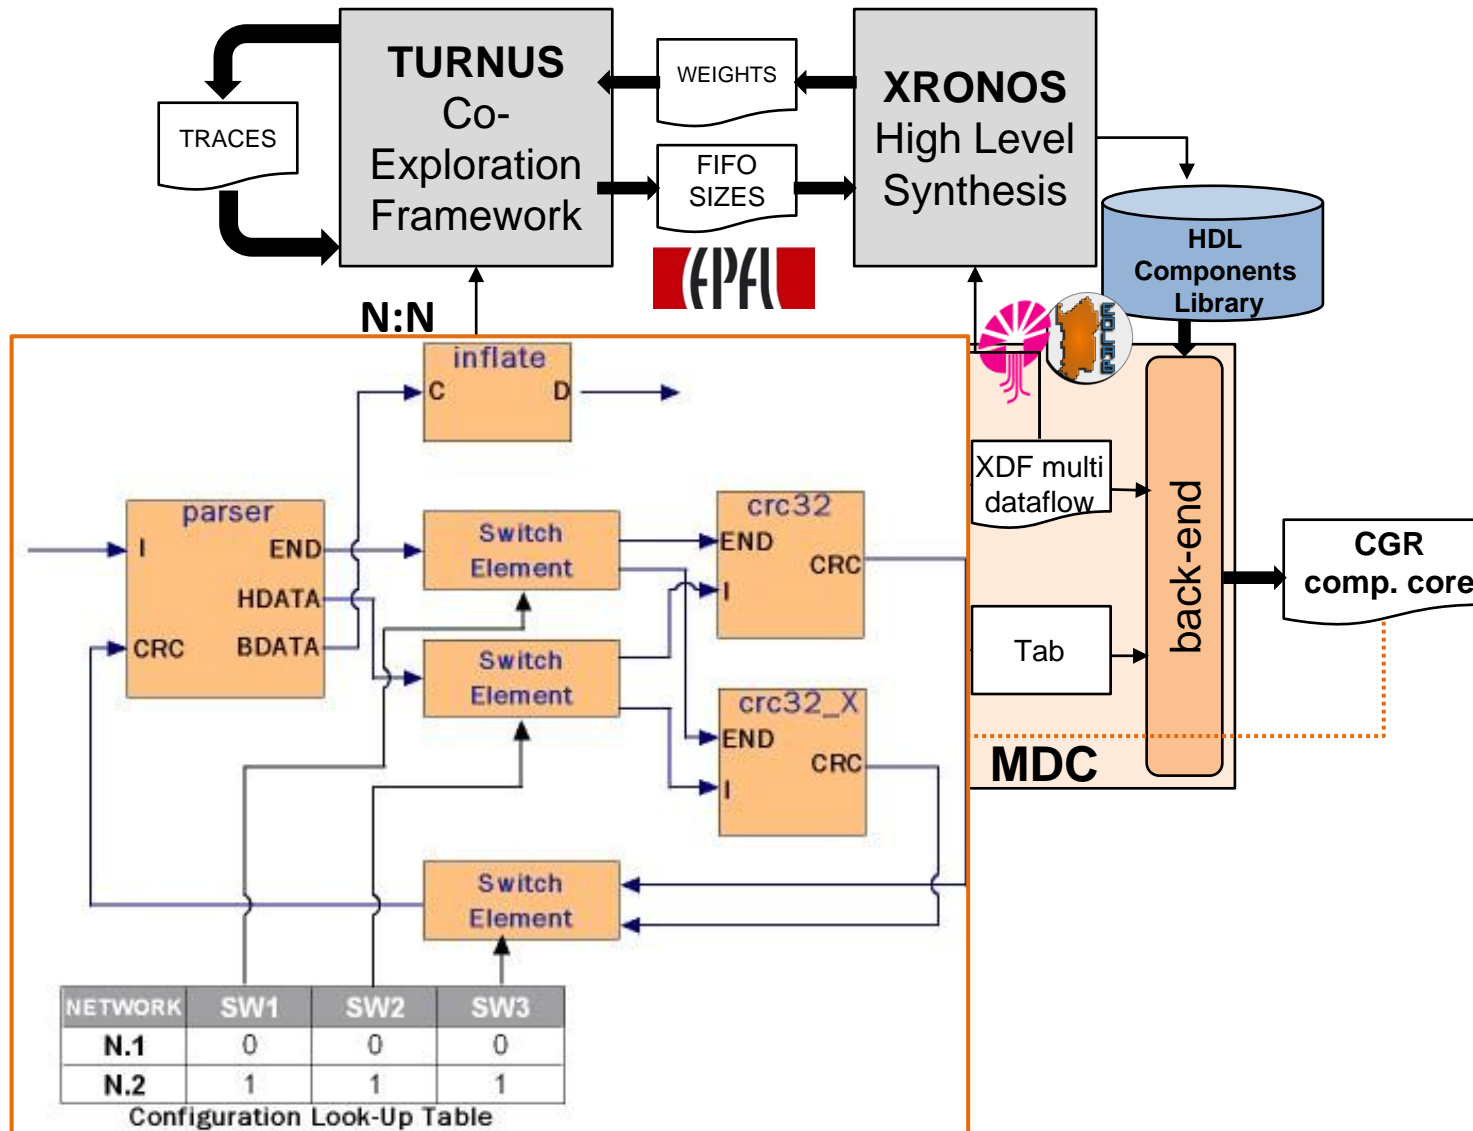 TURNUS
Co-
Exploration
Framework
WEIGHTS
XRONOS
High Level
Synthesis
TRACES
FIFO
SIZES
EPFL
HDL
Components
Library
N:N
inflate
C
D
XDF multi
dataflow
parser
I
END
HDATA
CRC
BDATA
Switch
Element
crc32
END
CRC
I
back-end
CGR
comp. core
Switch
Element
Tab
crc32_X
END
CRC
I
MDC
Switch
Element
NETWORK SW1 SW2 SW3
N.1 0 0 0
N.2 1 1 1
Configuration Look-Up Table